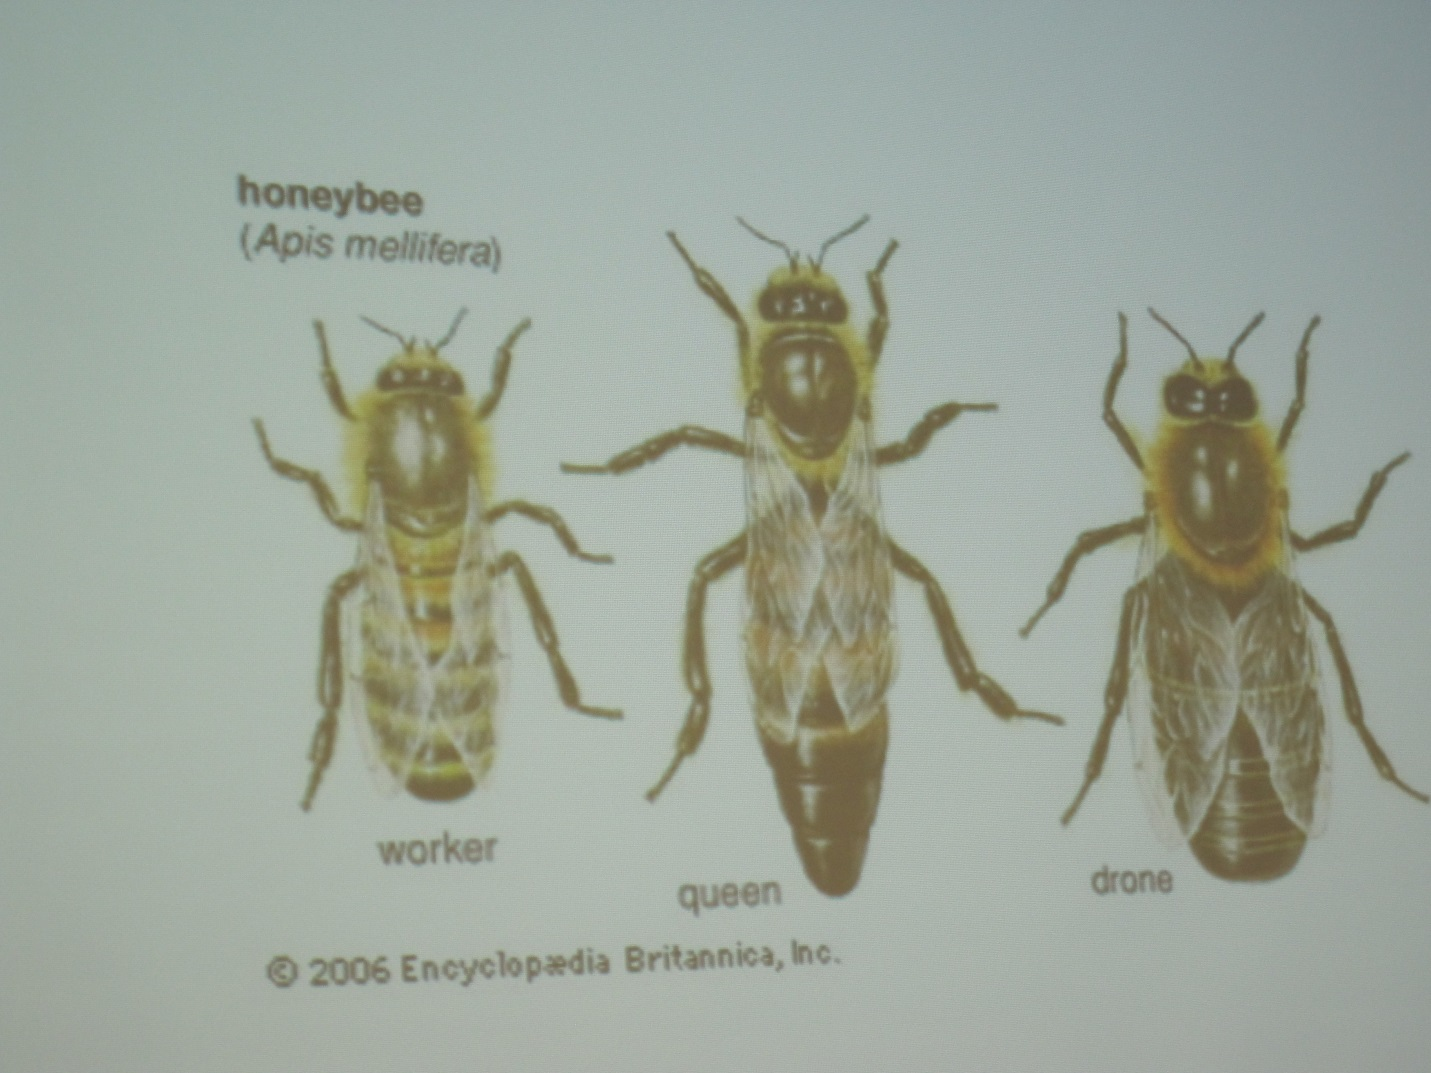 honeybee
(Apis mellifera)
worker
queen
drone
© 2006 Encyclopædia Britannica, Inc.